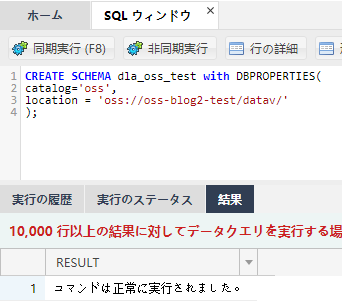 ホーム
SQL ウィンドウ
同期実行 (F8)
非同期実行
行の詳細
1 CREATE SCHEMA dla_oss_test with DBPROPERTIES(
2 catalog='oss',
3 location = 'oss://oss-blog2-test/datav/'
4 );
実行の履歴
実行のステータス
結果
10,000 行以上の結果に対してデータクエリを実行する場
RESULT
1 コマンドは正常に実行されました。